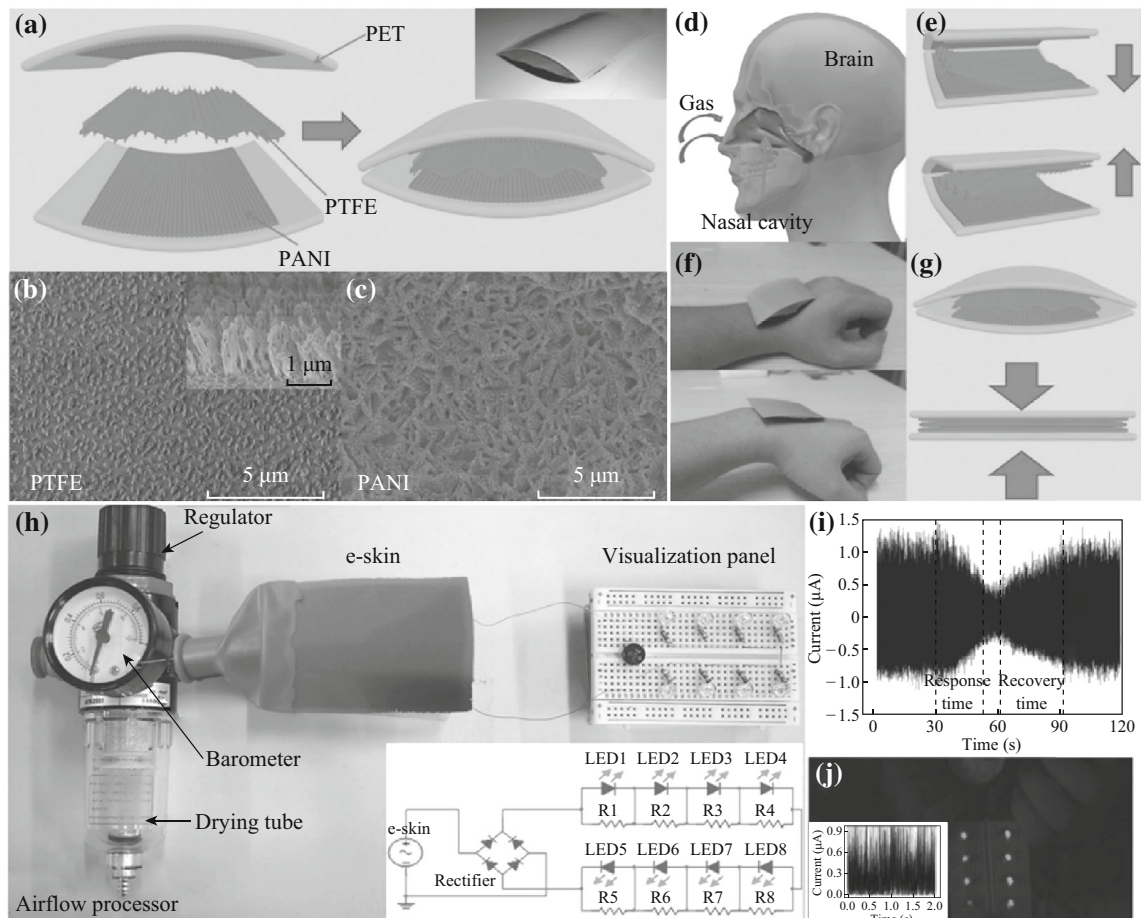 (a)
PET
PTFE
PANI
(b)
1 μm
PTFE
5 μm
(c)
PANI
5 μm
(d)
Brain
Gas
Nasal cavity
(e)
(f)
(g)
(h)
Regulator
e-skin
Visualization panel
Barometer
Drying tube
Airflow processor
LED1 LED2 LED3 LED4
R1 R2 R3 R4
e-skin
Rectifier
LED5 LED6 LED7 LED8
R5 R6 R7 R8
(i)
Current (μA)
1.5
1.0
0.5
0
−0.5
−1.0
−1.5
Response time
Recovery time
0 30 60 90 120
Time (s)
(j)
Current (μA)
0.9
0.6
0.3
0.0
0 0.5 1.0 1.5 2.0
Time (s)